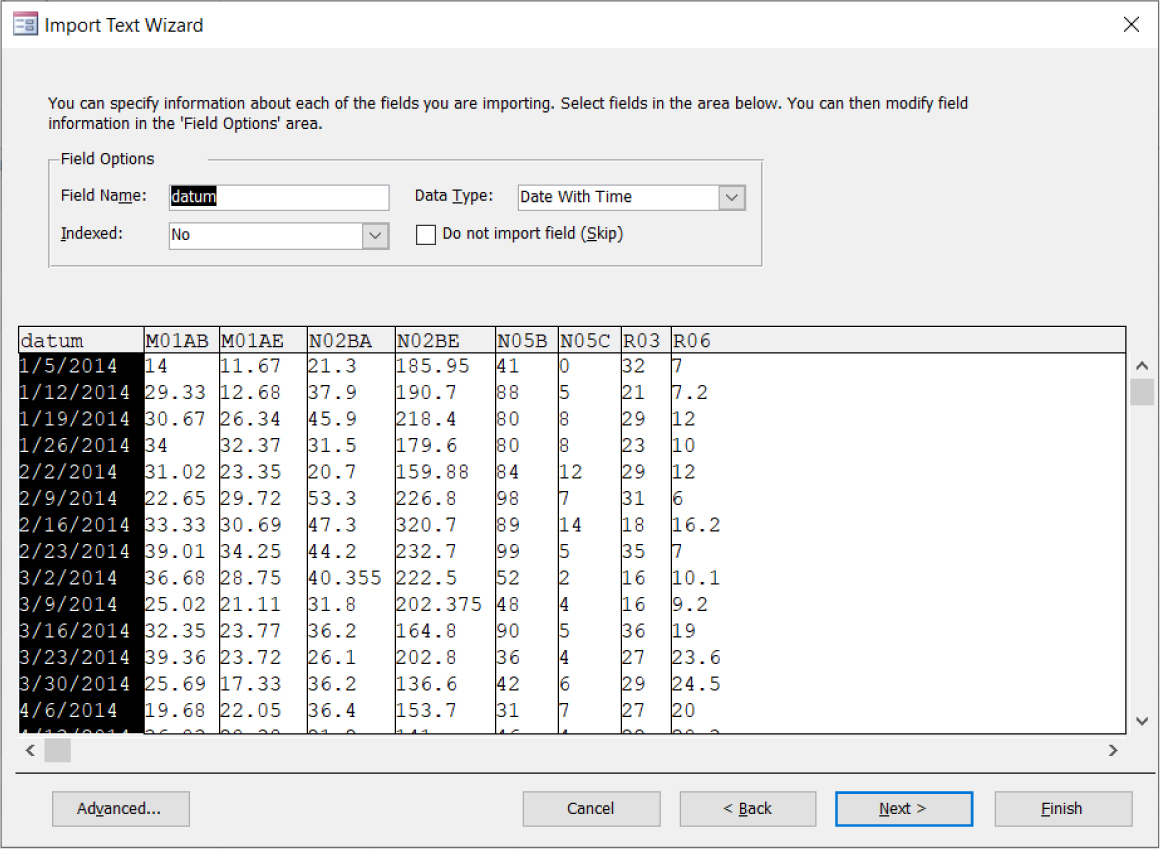 Import Text Wizard
You can specify information about each of the fields you are importing. Select fields in the area below. You can then modify field
information in the 'Field Options' area.
Field Options
Field Name: datum Data Type: Date With Time
Indexed: No Do not import field (Skip)
datum M01AB M01AE N02BA N02BE N05B N05C R03 R06
1/5/2014 14 11.67 21.3 185.95 41 0 32 7
1/12/2014 29.33 12.68 37.9 190.7 88 5 21 7.2
1/19/2014 30.67 26.34 45.9 218.4 80 8 29 12
1/26/2014 34 32.37 31.5 179.6 80 8 23 10
2/2/2014 31.02 23.35 20.7 159.88 84 12 29 12
2/9/2014 22.65 29.72 53.3 226.8 98 7 31 6
2/16/2014 33.33 30.69 47.3 320.7 89 14 18 16.2
2/23/2014 39.01 34.25 44.2 232.7 99 5 35 7
3/2/2014 36.68 28.75 40.355 222.5 52 2 16 10.1
3/9/2014 25.02 21.11 31.8 202.375 48 4 16 9.2
3/16/2014 32.35 23.77 36.2 164.8 90 5 36 19
3/23/2014 39.36 23.72 26.1 202.8 36 4 27 23.6
3/30/2014 25.69 17.33 36.2 136.6 42 6 29 24.5
4/6/2014 19.68 22.05 36.4 153.7 31 7 27 20
Advanced... Cancel < Back Next > Finish